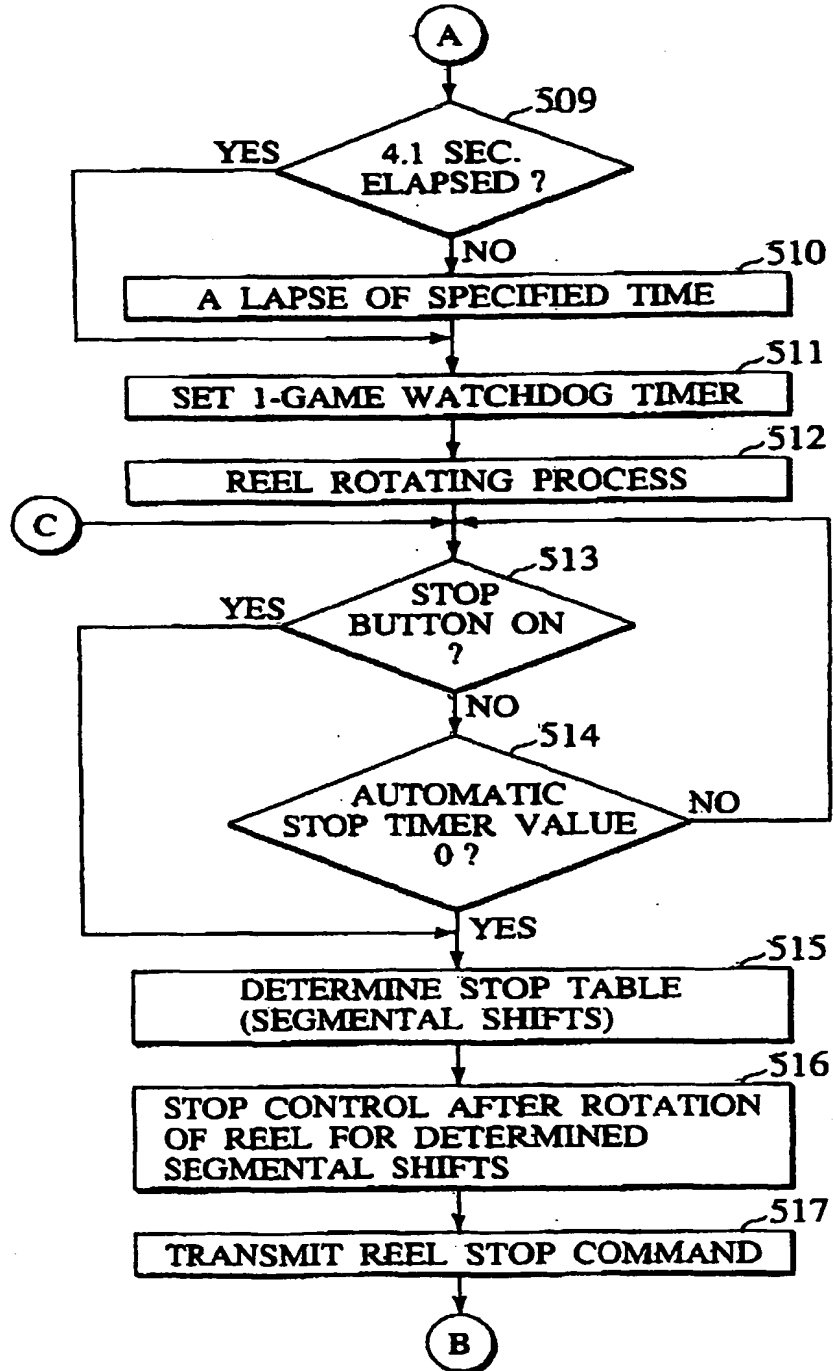 A
509
YES
4.1 SEC.
ELAPSED ?
NO
510
A LAPSE OF SPECIFIED TIME
511
SET 1-GAME WATCHDOG TIMER
512
REEL ROTATING PROCESS
C
513
YES
STOP
BUTTON ON
?
NO
514
AUTOMATIC
STOP TIMER VALUE
0 ?
NO
YES
515
DETERMINE STOP TABLE
(SEGMENTAL SHIFTS)
516
STOP CONTROL AFTER ROTATION
OF REEL FOR DETERMINED
SEGMENTAL SHIFTS
517
TRANSMIT REEL STOP COMMAND
B